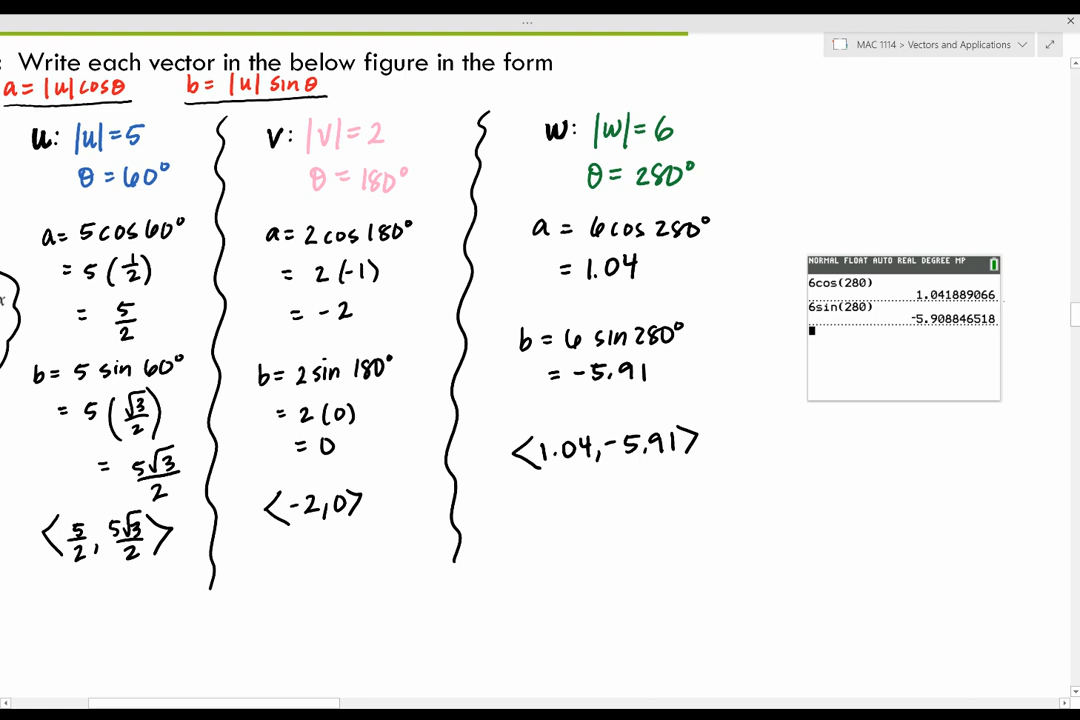 MAC 1114 > Vectors and Applications
: Write each vector in the below figure in the form
a = |u| cos θ b = |u| sin θ
u: |u| = 5
θ = 60°
a = 5 cos 60°
= 5 (1/2)
= 5/2
b = 5 sin 60°
= 5 (√3/2)
= 5√3/2
⟨5/2, 5√3/2⟩
v: |v| = 2
θ = 180°
a = 2 cos 180°
= 2 (-1)
= -2
b = 2 sin 180°
= 2 (0)
= 0
⟨-2, 0⟩
w: |w| = 6
θ = 280°
a = 6 cos 280°
= 1.04
b = 6 sin 280°
= -5.91
⟨1.04, -5.91⟩
NORMAL FLOAT AUTO REAL DEGREE MP
6cos(280)
1.041889066
6sin(280)
-5.908846518
x